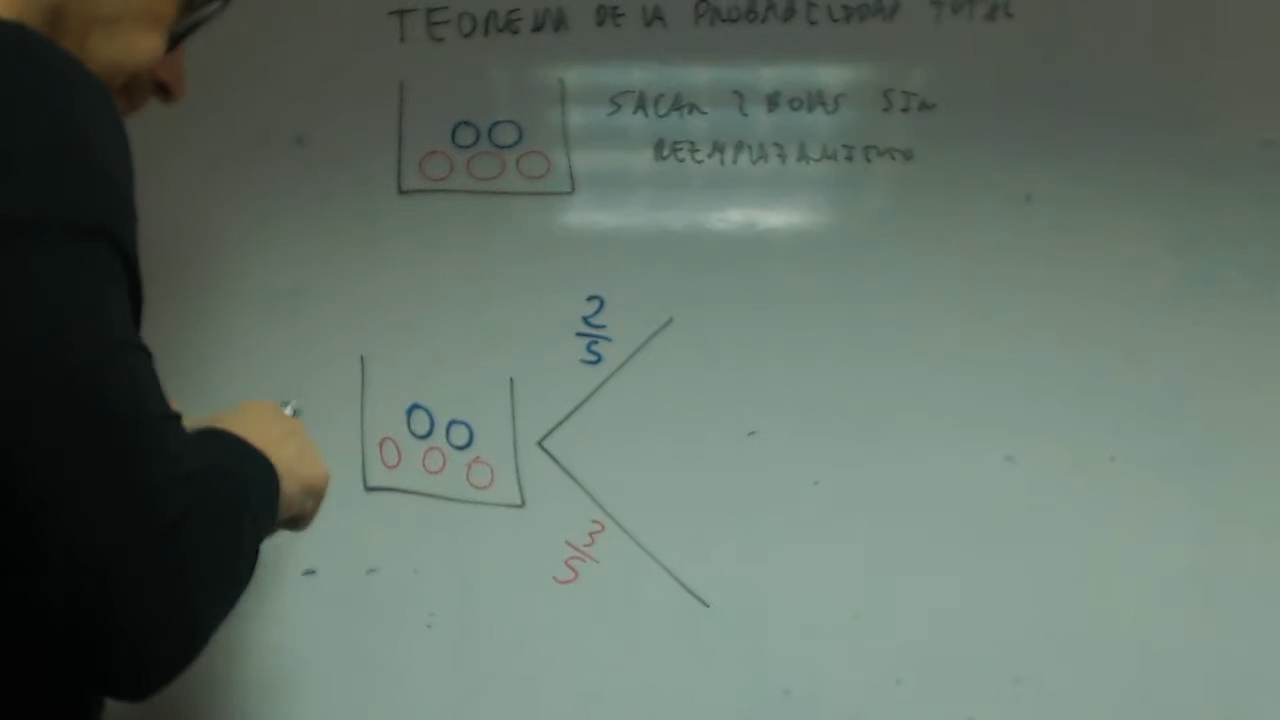 TEOREMA DE LA PROBABILIDAD TOTAL
SACAR 2 BOLAS SIN
REEMPLAZAMIENTO
2/5
3/5